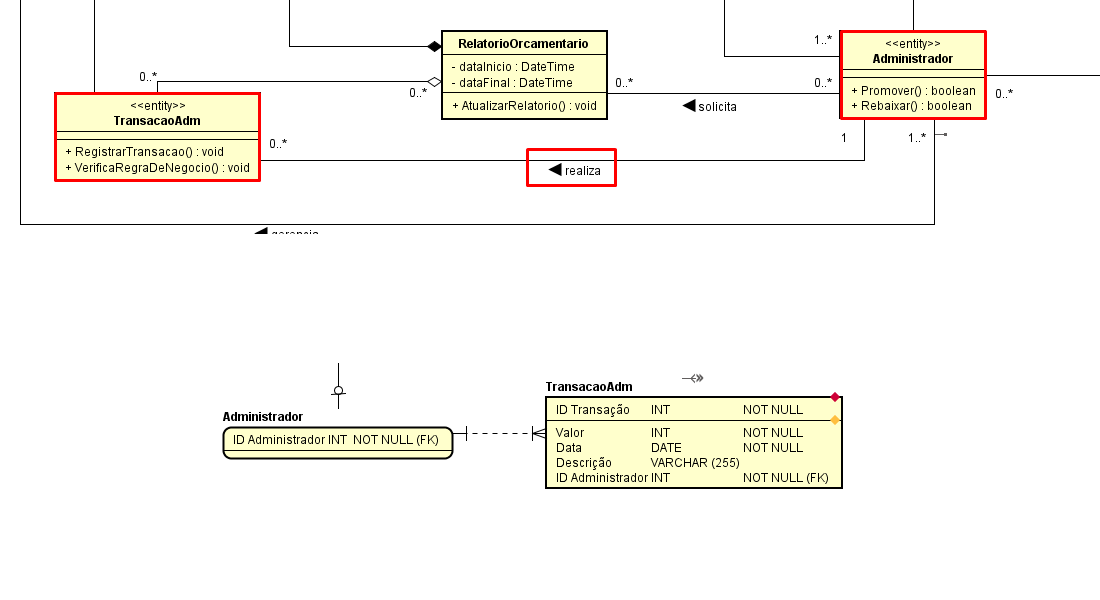 RelatorioOrcamentario
- dataInicio : DateTime
- dataFinal : DateTime
+ AtualizarRelatorio() : void
<<entity>>
Administrador
+ Promover() : boolean
+ Rebaixar() : boolean
1..*
0..*
0..*
0..*
solicita
0..*
0..*
<<entity>>
TransacaoAdm
+ RegistrarTransacao() : void
+ VerificaRegraDeNegocio() : void
0..*
1
1..*
realiza
gerencia
Administrador
ID Administrador INT NOT NULL (FK)
TransacaoAdm
ID Transação INT NOT NULL
Valor INT NOT NULL
Data DATE NOT NULL
Descrição VARCHAR (255)
ID Administrador INT NOT NULL (FK)